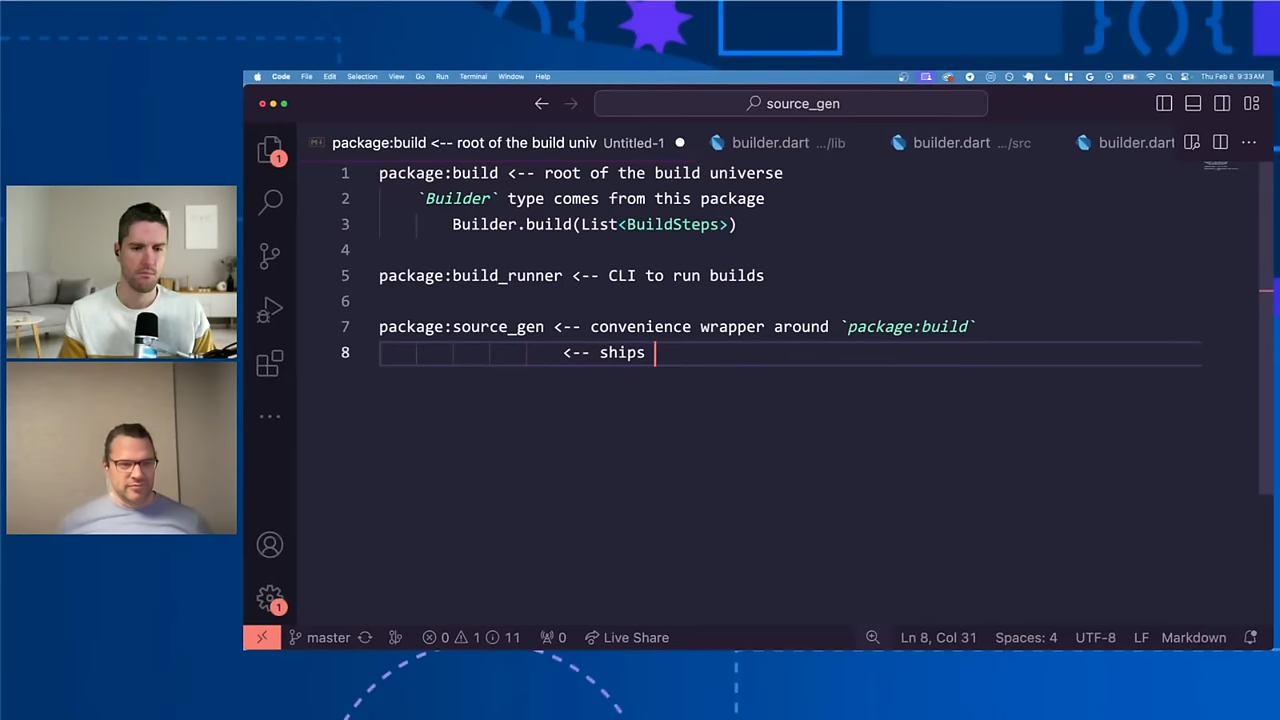 Code File Edit Selection View Go Run Terminal Window Help Thu Feb 8 9:33AM
source_gen
package:build <-- root of the build univ Untitled-1 builder.dart .../lib builder.dart .../src builder.dart
1 package:build <-- root of the build universe
2 `Builder` type comes from this package
3 Builder.build(List<BuildSteps>)
4
5 package:build_runner <-- CLI to run builds
6
7 package:source_gen <-- convenience wrapper around `package:build`
8 <-- ships
1
1
master 0 1 11 0 Live Share Ln 8, Col 31 Spaces: 4 UTF-8 LF Markdown